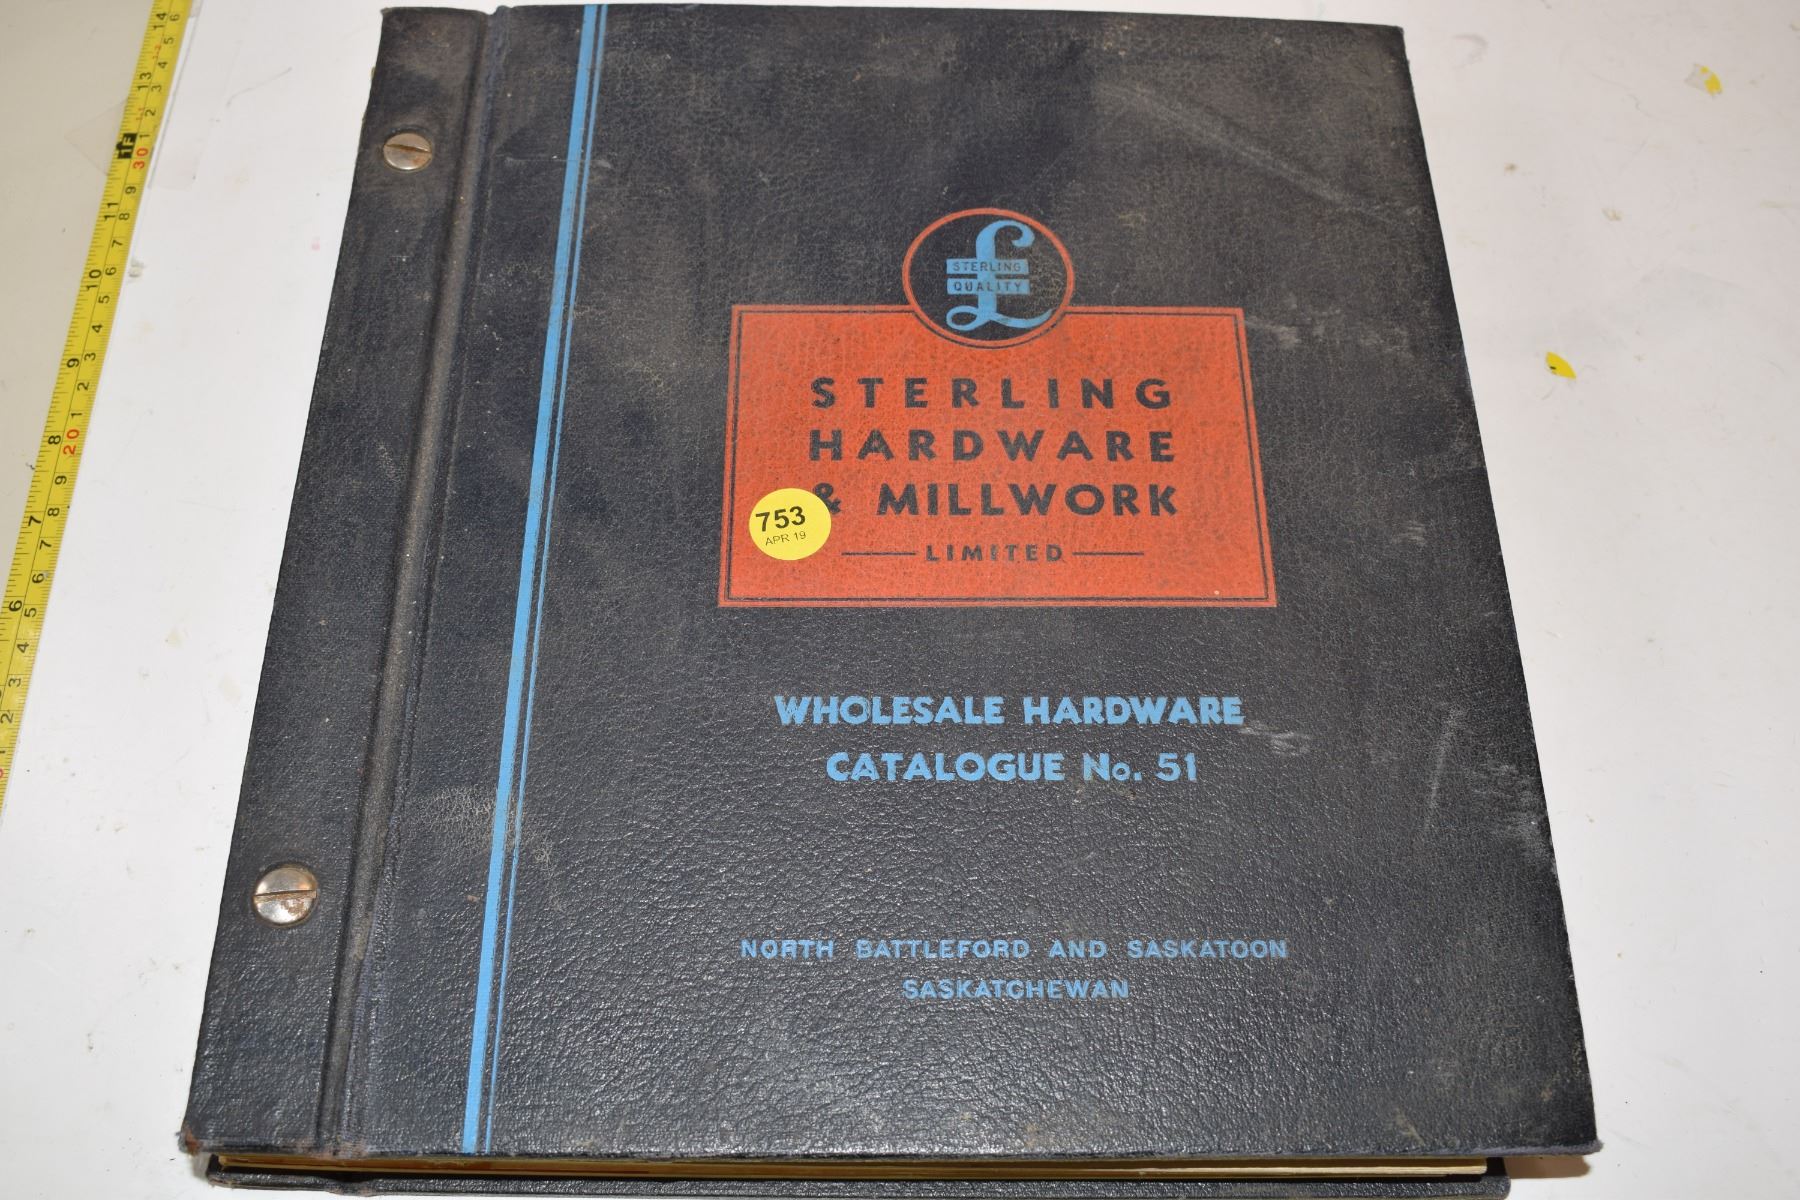 STERLING
QUALITY
STERLING
HARDWARE
& MILLWORK
LIMITED
753
APR 19
WHOLESALE HARDWARE
CATALOGUE No. 51
NORTH BATTLEFORD AND SASKATOON
SASKATCHEWAN